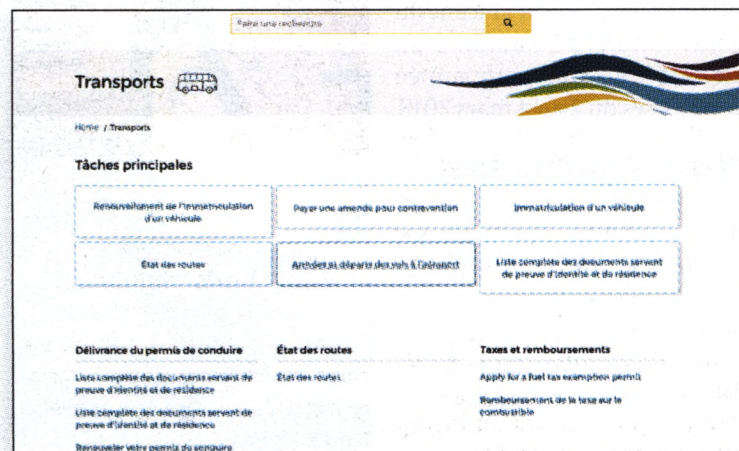 Faire une recherche
Transports
Home / Transports
Tâches principales
Renouvellement de l'immatriculation
d'un véhicule
Payer une amende pour contravention
Immatriculation d'un véhicule
État des routes
Arrivées et départs des vols à l'aéroport
Liste complète des documents servant
de preuve d'identité et de résidence
Délivrance du permis de conduire
Liste complète des documents servant de
preuve d'identité et de résidence
Liste complète des documents servant de
preuve d'identité et de résidence
Renouveler votre permis de conduire
État des routes
État des routes
Taxes et remboursements
Apply for a fuel tax exemption permit
Remboursement de la taxe sur le
combustible